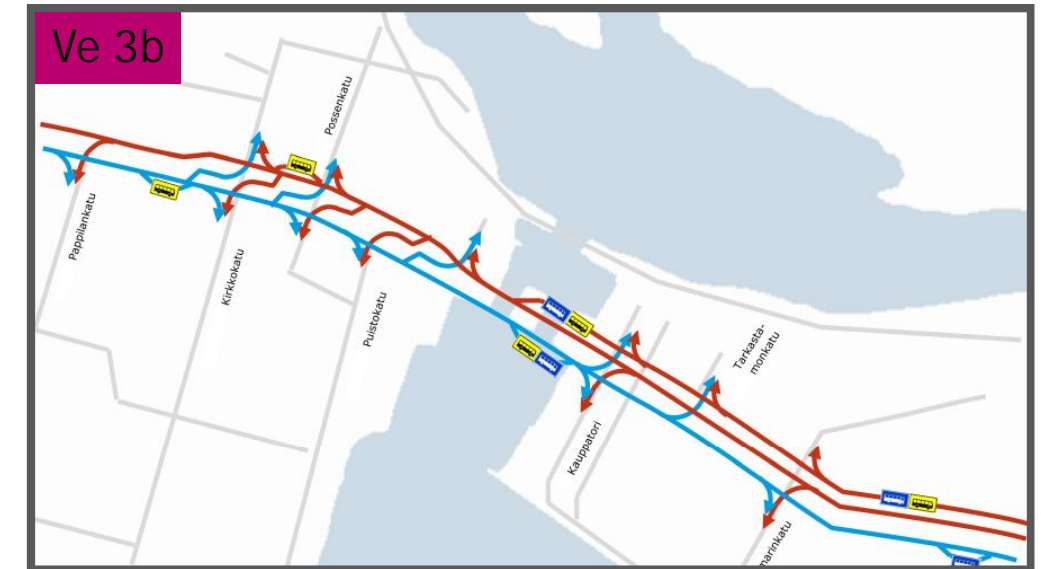 Ve 3b
Possenkatu
Pappilankatu
Kirkkokatu
Puistokatu
Tarkasta-
monkatu
Kauppatori
marinkatu